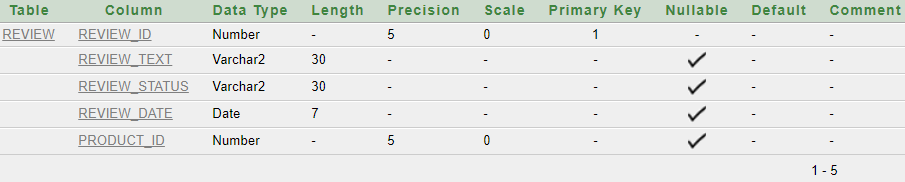 Table Column Data Type Length Precision Scale Primary Key Nullable Default Comment
REVIEW REVIEW_ID Number - 5 0 1 - - -
REVIEW_TEXT Varchar2 30 - - - ✓ - -
REVIEW_STATUS Varchar2 30 - - - ✓ - -
REVIEW_DATE Date 7 - - - ✓ - -
PRODUCT_ID Number - 5 0 - ✓ - -
1 - 5